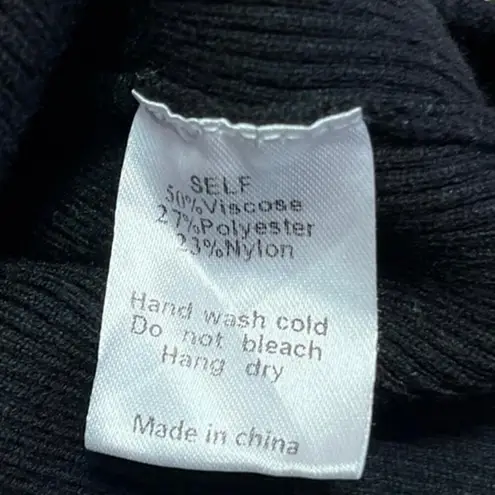 SELF
50%Viscose
27%Polyester
23%Nylon
Hand wash cold
Do not bleach
Hang dry
Made in china